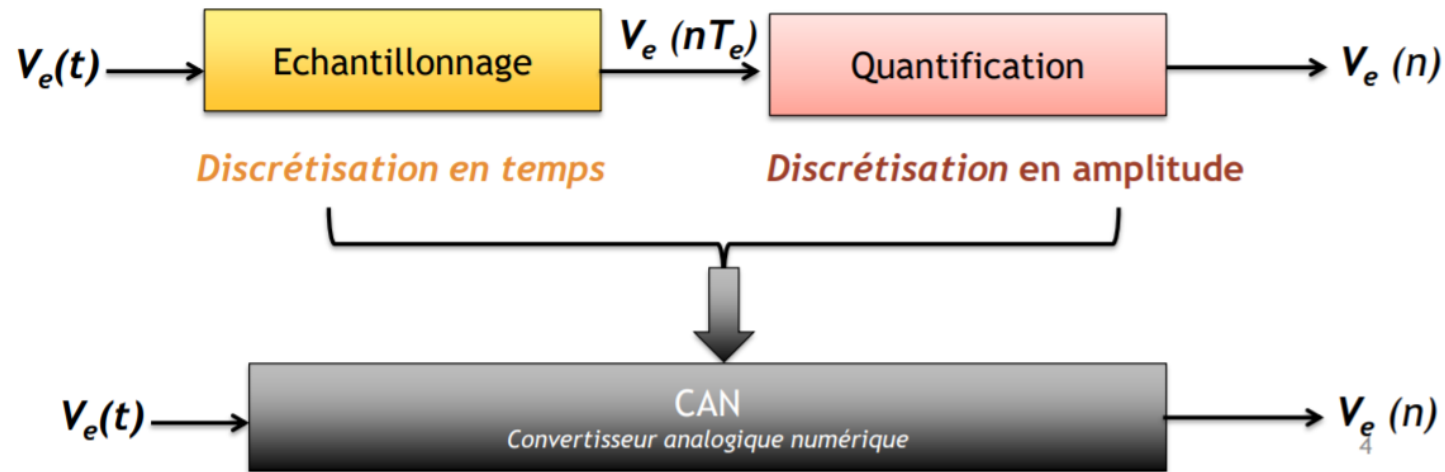 Vₑ(t) Echantillonnage Vₑ (nTₑ) Quantification Vₑ (n)
Discrétisation en temps Discrétisation en amplitude
Vₑ(t) CAN Vₑ (n)
Convertisseur analogique numérique
4